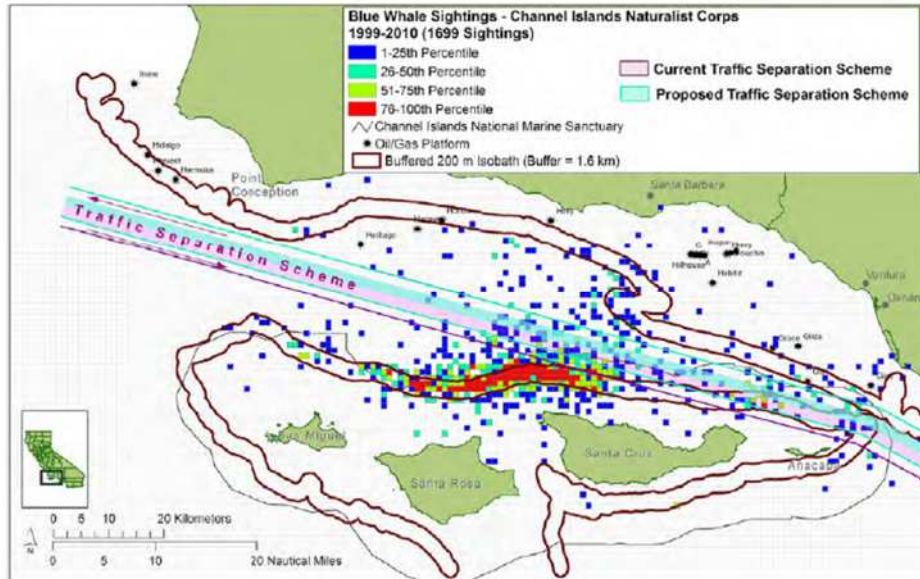 Blue Whale Sightings - Channel Islands Naturalist Corps
1999-2010 (1699 Sightings)
1-25th Percentile
26-50th Percentile
51-75th Percentile
76-100th Percentile
Channel Islands National Marine Sanctuary
Oil/Gas Platform
Buffered 200 m Isobath (Buffer = 1.6 km)
Current Traffic Separation Scheme
Proposed Traffic Separation Scheme
Irene
Hidalgo
Harvest
Hermosa
Point
Conception
Santa Barbara
Heritage
Hillhouse
Habitat
Ventura
Traffic Separation Scheme
Grace
Gilda
San Miguel
Santa Rosa
Santa Cruz
Anacapa
0 5 10 20 Kilometers
N
0 5 10 20 Nautical Miles